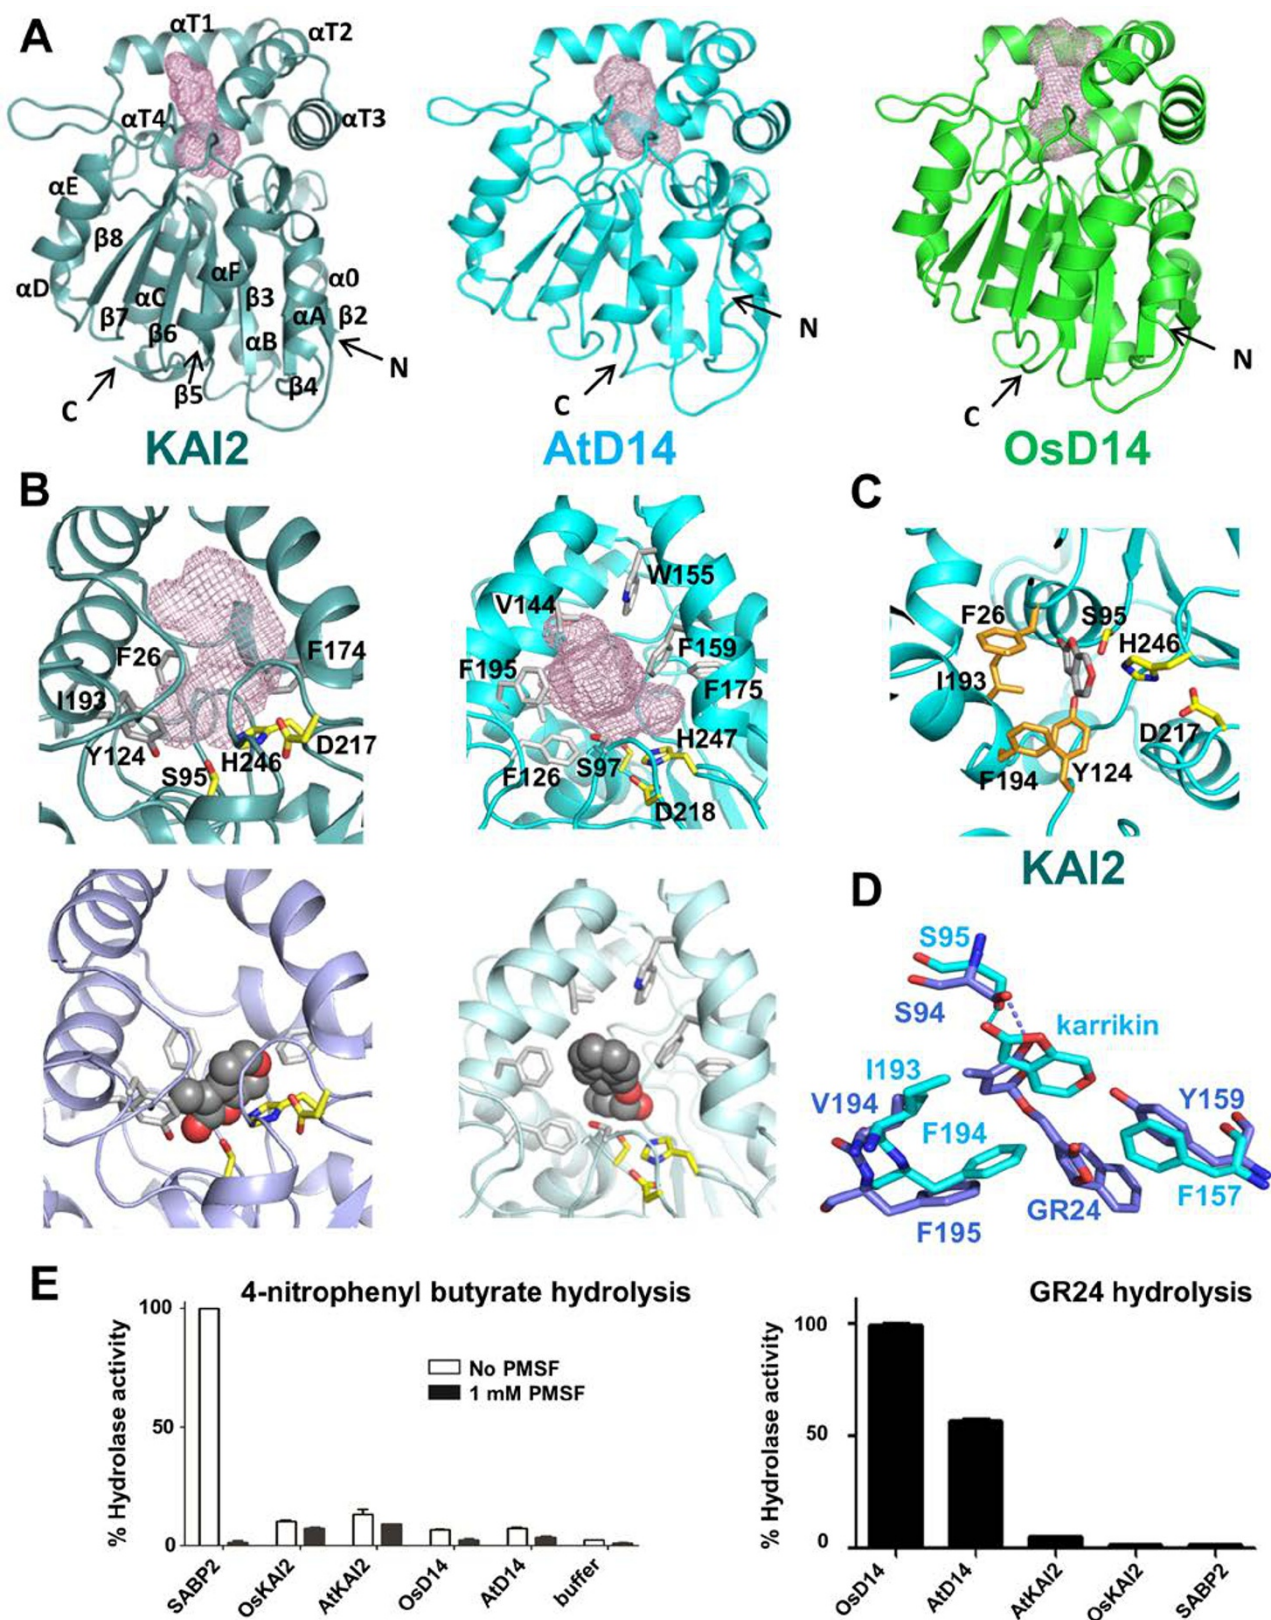 A
αT1
αT2
αT4
αT3
αE
β8
αF
α0
αD
αC
β3
β7
β6
αA
β2
αB
N
C
β5
β4
KAI2
N
C
AtD14
N
C
OsD14
B
F26
F174
I193
Y124
S95
H246
D217
W155
V144
F195
F159
F175
F126
S97
H247
D218
C
F26
S95
H246
I193
D217
F194
Y124
KAI2
D
S95
S94
karrikin
I193
V194
Y159
F194
F157
GR24
F195
E
4-nitrophenyl butyrate hydrolysis
% Hydrolase activity
100
50
0
No PMSF
1 mM PMSF
SABP2
OsKAI2
AtKAI2
OsD14
AtD14
buffer
GR24 hydrolysis
% Hydrolase activity
100
50
0
OsD14
AtD14
AtKAI2
OsKAI2
SABP2